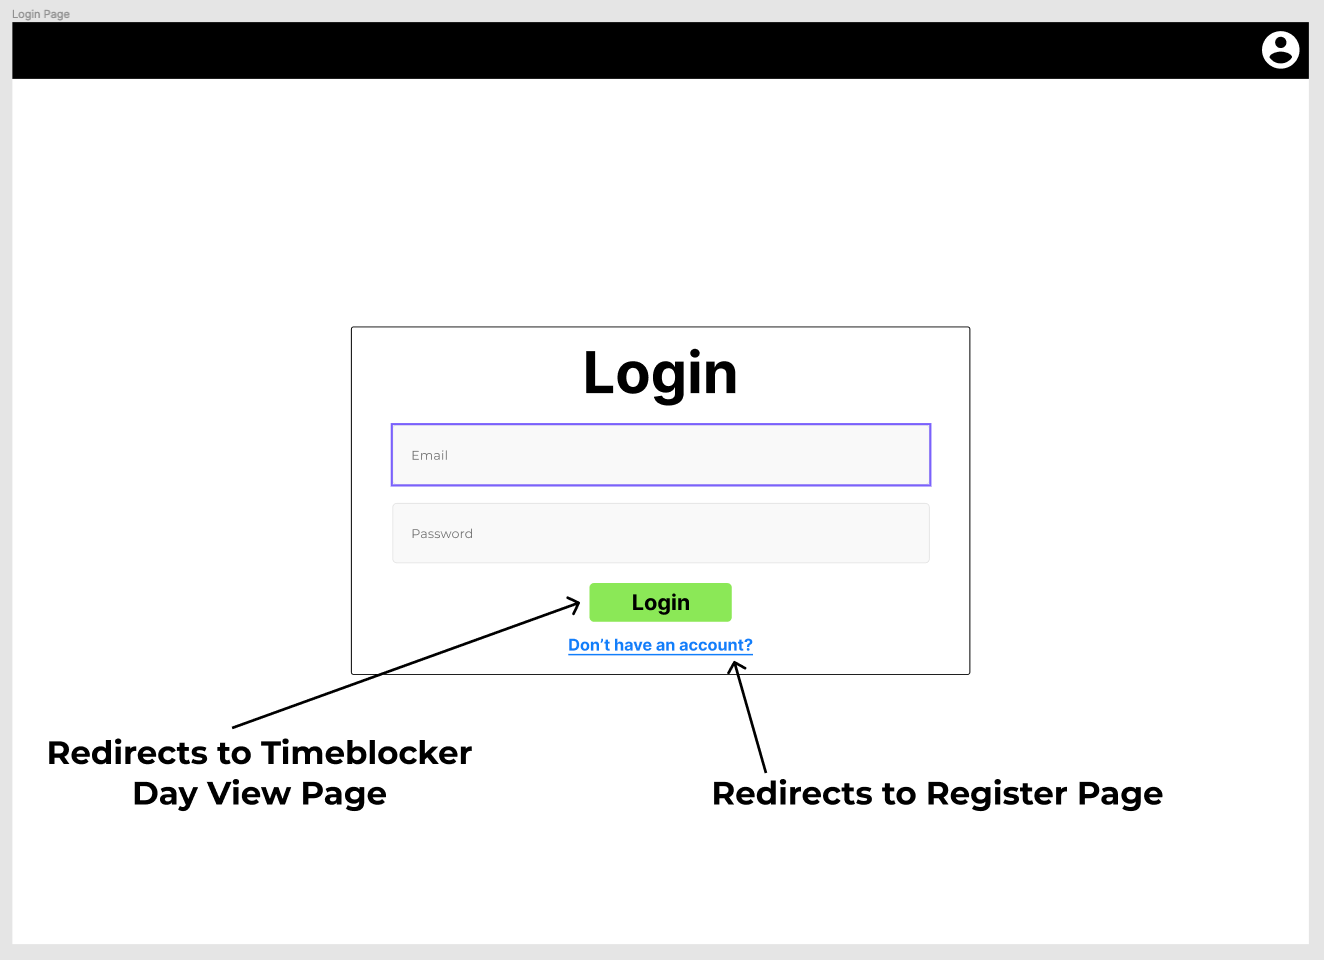 Login Page
Login
Email
Password
Login
Don't have an account?
Redirects to Timeblocker
Day View Page
Redirects to Register Page